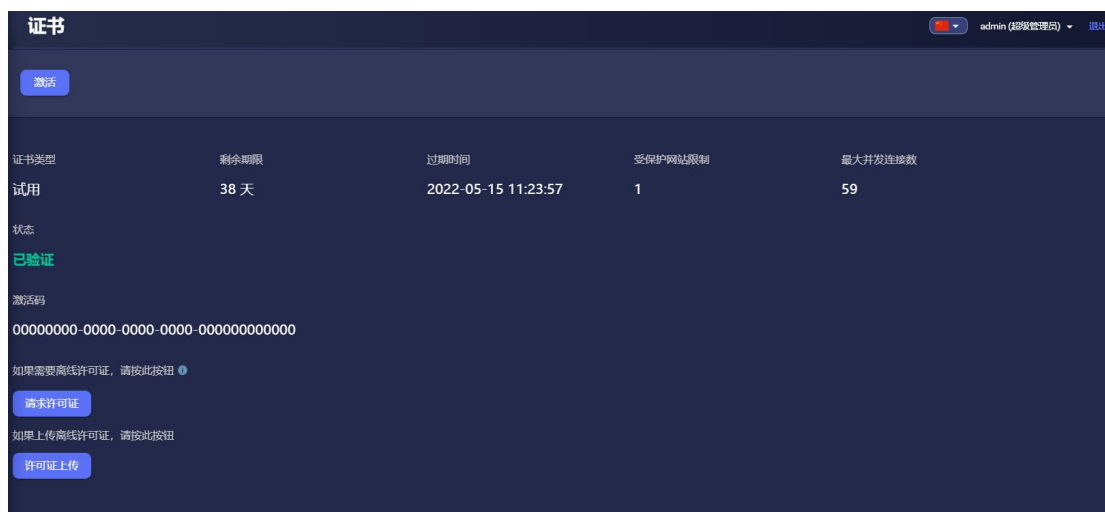 证书
admin (超级管理员) 退出
激活
证书类型 剩余期限 过期时间 受保护网站限制 最大并发连接数
试用 38 天 2022-05-15 11:23:57 1 59
状态
已验证
激活码
00000000-0000-0000-0000-000000000000
如果需要离线许可证，请按此按钮
请求许可证
如果上传离线许可证，请按此按钮
许可证上传